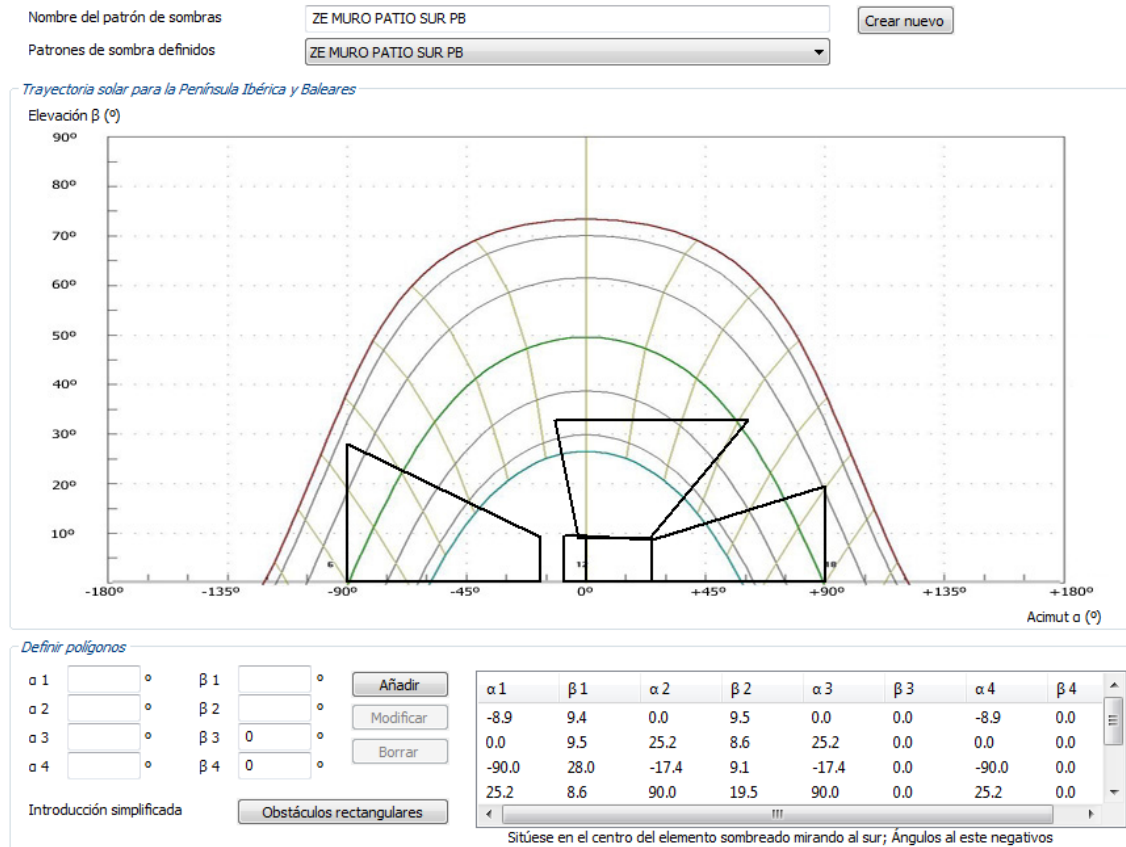 Nombre del patrón de sombras ZE MURO PATIO SUR PB Crear nuevo
Patrones de sombra definidos ZE MURO PATIO SUR PB
Trayectoria solar para la Península Ibérica y Baleares
Elevación β (º)
90º
80º
70º
60º
50º
40º
30º
20º
10º
6 12 18
-180º -135º -90º -45º 0º +45º +90º +135º +180º
Acimut α (º)
Definir polígonos
α 1 º β 1 º Añadir
α 2 º β 2 º Modificar
α 3 º β 3 0 º Borrar
α 4 º β 4 0 º
Introducción simplificada Obstáculos rectangulares
α 1 β 1 α 2 β 2 α 3 β 3 α 4 β 4
-8.9 9.4 0.0 9.5 0.0 0.0 -8.9 0.0
0.0 9.5 25.2 8.6 25.2 0.0 0.0 0.0
-90.0 28.0 -17.4 9.1 -17.4 0.0 -90.0 0.0
25.2 8.6 90.0 19.5 90.0 0.0 25.2 0.0
Sitúese en el centro del elemento sombreado mirando al sur; Ángulos al este negativos